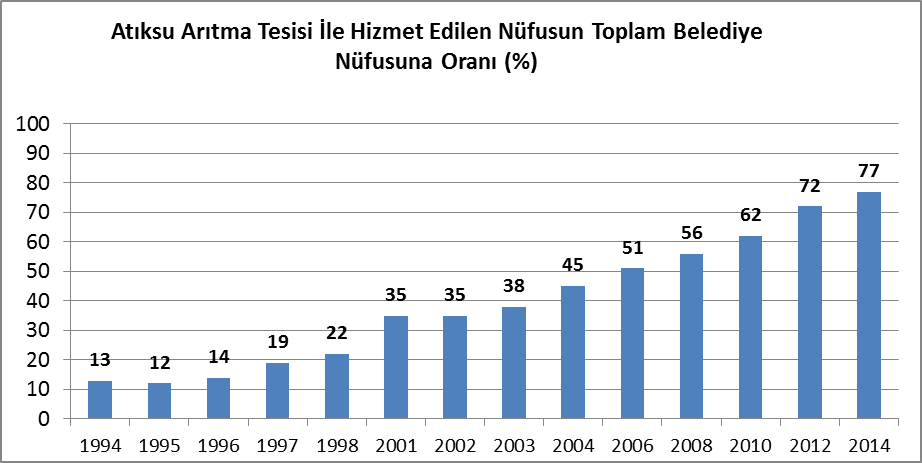 Atıksu Arıtma Tesisi İle Hizmet Edilen Nüfusun Toplam Belediye
Nüfusuna Oranı (%)
100
90
80
70
60
50
40
30
20
10
0
13 12 14 19 22 35 35 38 45 51 56 62 72 77
1994 1995 1996 1997 1998 2001 2002 2003 2004 2006 2008 2010 2012 2014